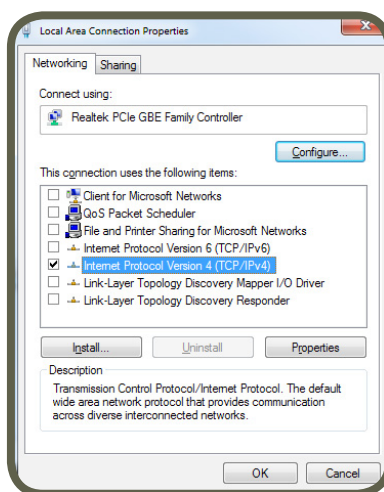 Local Area Connection Properties
Networking Sharing
Connect using:
Realtek PCIe GBE Family Controller
Configure...
This connection uses the following items:
Client for Microsoft Networks
QoS Packet Scheduler
File and Printer Sharing for Microsoft Networks
Internet Protocol Version 6 (TCP/IPv6)
Internet Protocol Version 4 (TCP/IPv4)
Link-Layer Topology Discovery Mapper I/O Driver
Link-Layer Topology Discovery Responder
Install... Uninstall Properties
Description
Transmission Control Protocol/Internet Protocol. The default
wide area network protocol that provides communication
across diverse interconnected networks.
OK Cancel